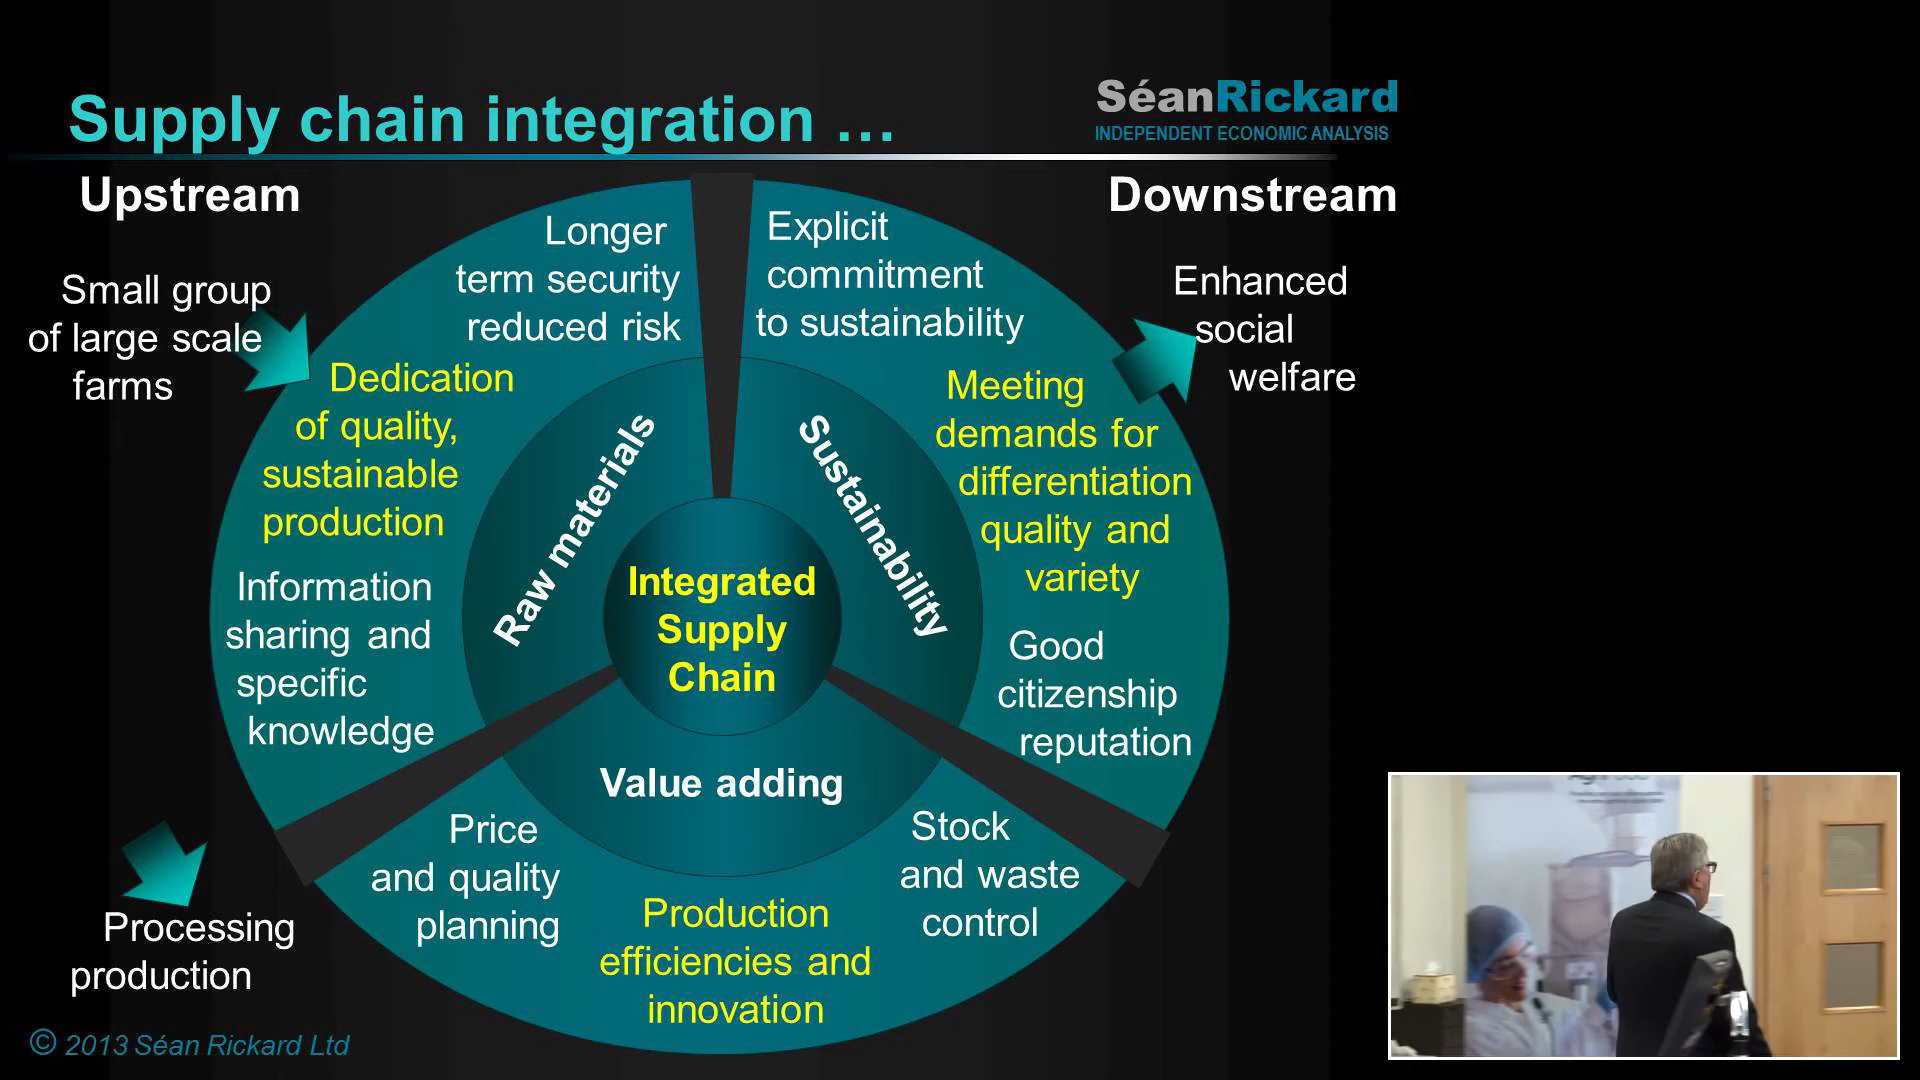 Supply chain integration …
SéanRickard
INDEPENDENT ECONOMIC ANALYSIS
Upstream
Downstream
Small group
of large scale
farms
Longer
term security
reduced risk
Dedication
of quality,
sustainable
production
Information
sharing and
specific
knowledge
Raw materials
Explicit
commitment
to sustainability
Meeting
demands for
differentiation
quality and
variety
Good
citizenship
reputation
Sustainability
Enhanced
social
welfare
Integrated
Supply
Chain
Value adding
Price
and quality
planning
Production
efficiencies and
innovation
Stock
and waste
control
Processing
production
© 2013 Séan Rickard Ltd